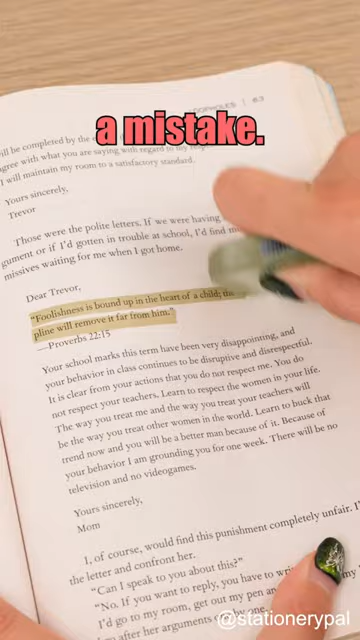 LOOPHOLES | 63
a mistake.
ill be completed by the
agree with what you are saying with regard to my
I will maintain my room to a satisfactory standard.
Yours sincerely,
Trevor
Those were the polite letters. If we were having
gument or if I'd gotten in trouble at school, I'd find
missives waiting for me when I got home.
Dear Trevor,
"Foolishness is bound up in the heart of a child; the
pline will remove it far from him."
—Proverbs 22:15
Your school marks this term have been very disappointing, and
your behavior in class continues to be disruptive and disrespectful.
It is clear from your actions that you do not respect me. You do
not respect your teachers. Learn to respect the women in your life.
The way you treat me and the way you treat your teachers will
be the way you treat other women in the world. Learn to buck that
trend now and you will be a better man because of it. Because of
your behavior I am grounding you for one week. There will be no
television and no videogames.
Yours sincerely,
Mom
I, of course, would find this punishment completely unfair.
the letter and confront her.
"Can I speak to you about this?"
"No. If you want to reply, you have to
I'd go to my room, get out my pen and
after her arguments one by one.
@stationerypal